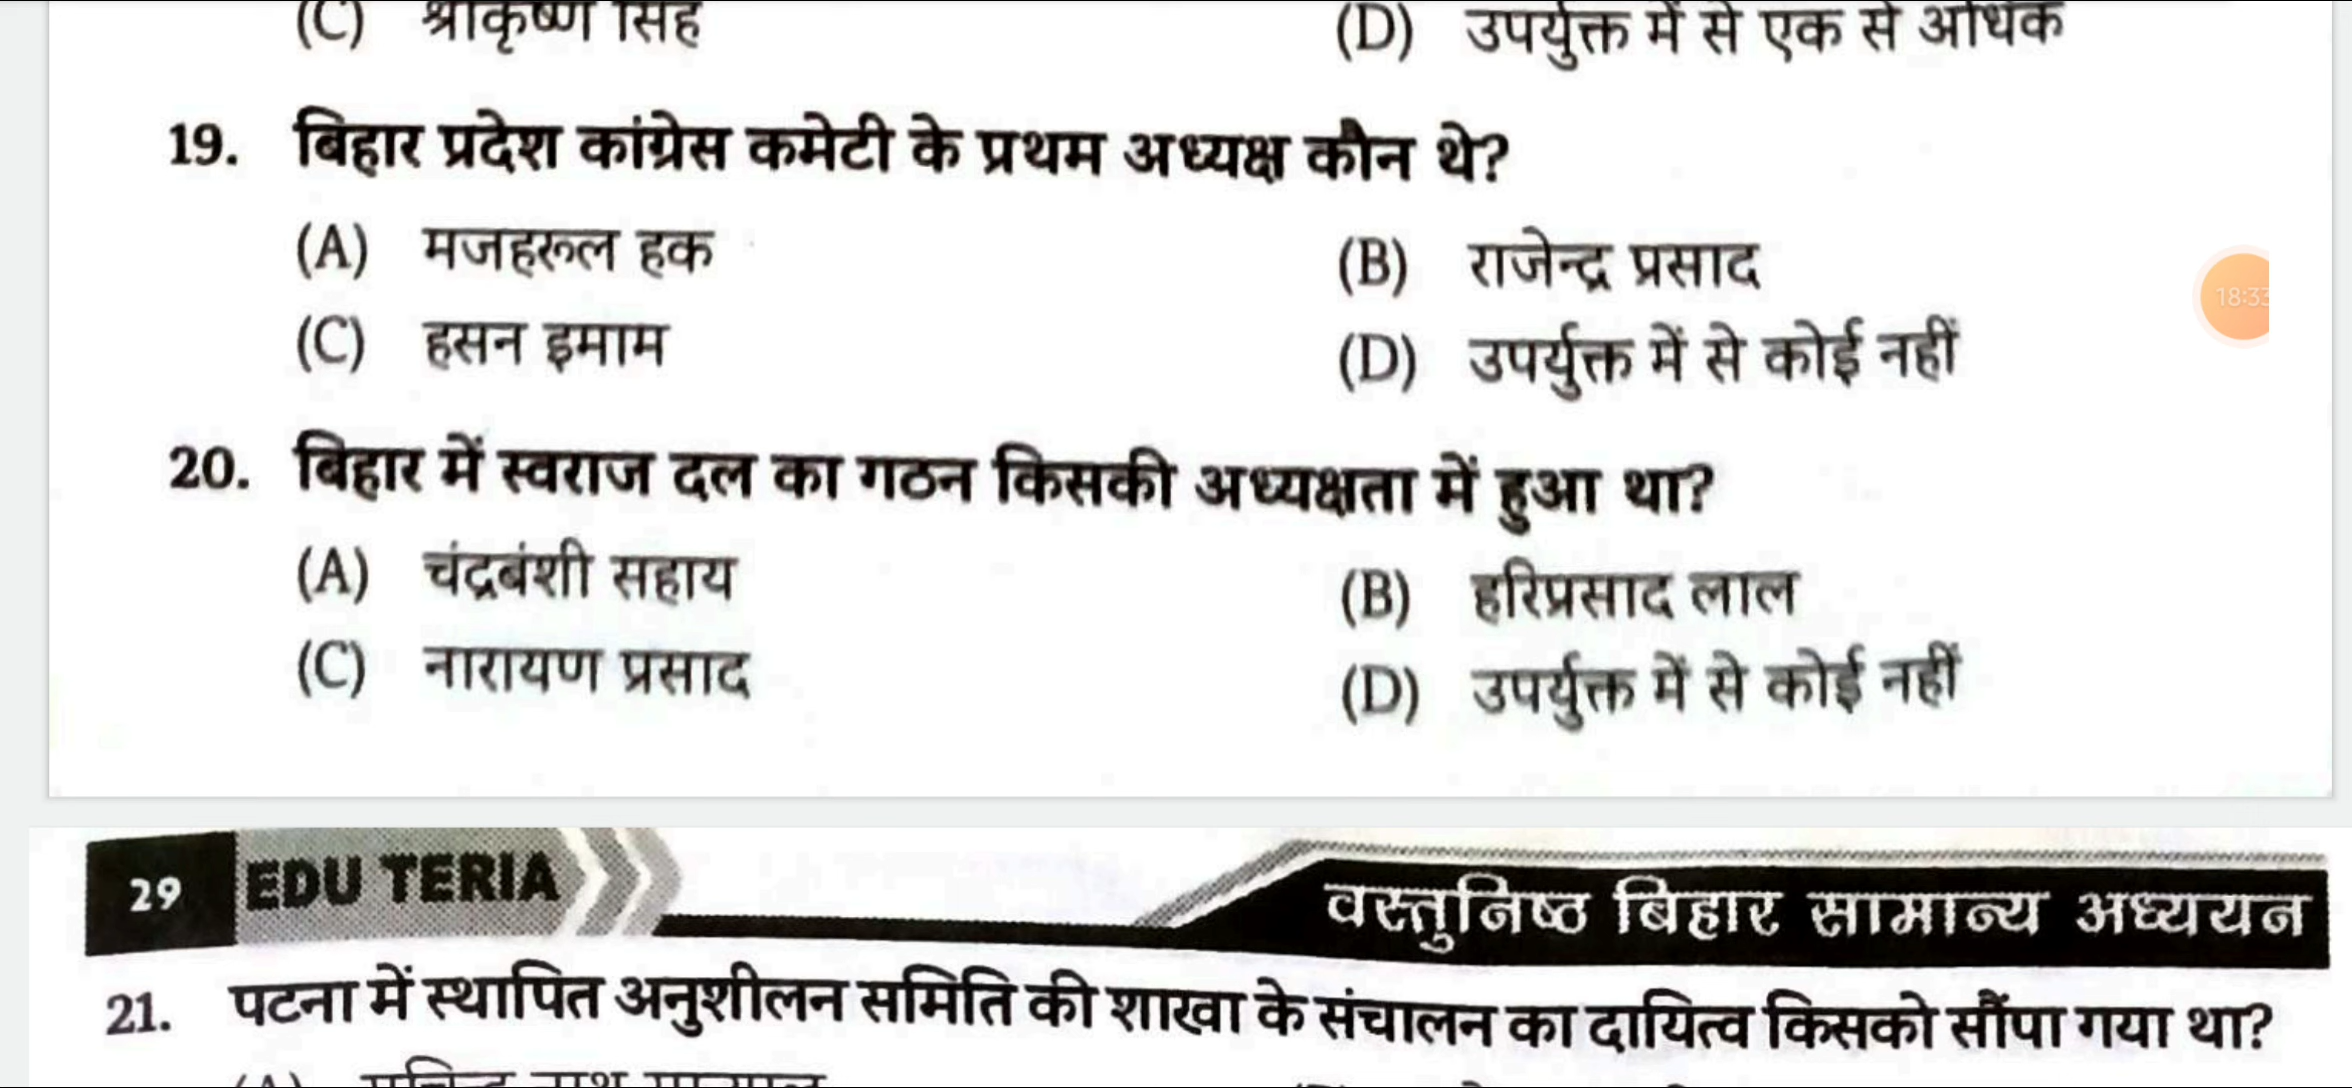 (C) श्रीकृष्ण सिंह (D) उपर्युक्त में से एक से अधिक
19. बिहार प्रदेश कांग्रेस कमेटी के प्रथम अध्यक्ष कौन थे?
(A) मजहरूल हक (B) राजेन्द्र प्रसाद
18:33
(C) हसन इमाम (D) उपर्युक्त में से कोई नहीं
20. बिहार में स्वराज दल का गठन किसकी अध्यक्षता में हुआ था?
(A) चंद्रबंशी सहाय (B) हरिप्रसाद लाल
(C) नारायण प्रसाद (D) उपर्युक्त में से कोई नहीं
29 EDU TERIA वस्तुनिष्ठ बिहार सामान्य अध्ययन
21. पटना में स्थापित अनुशीलन समिति की शाखा के संचालन का दायित्व किसको सौंपा गया था?